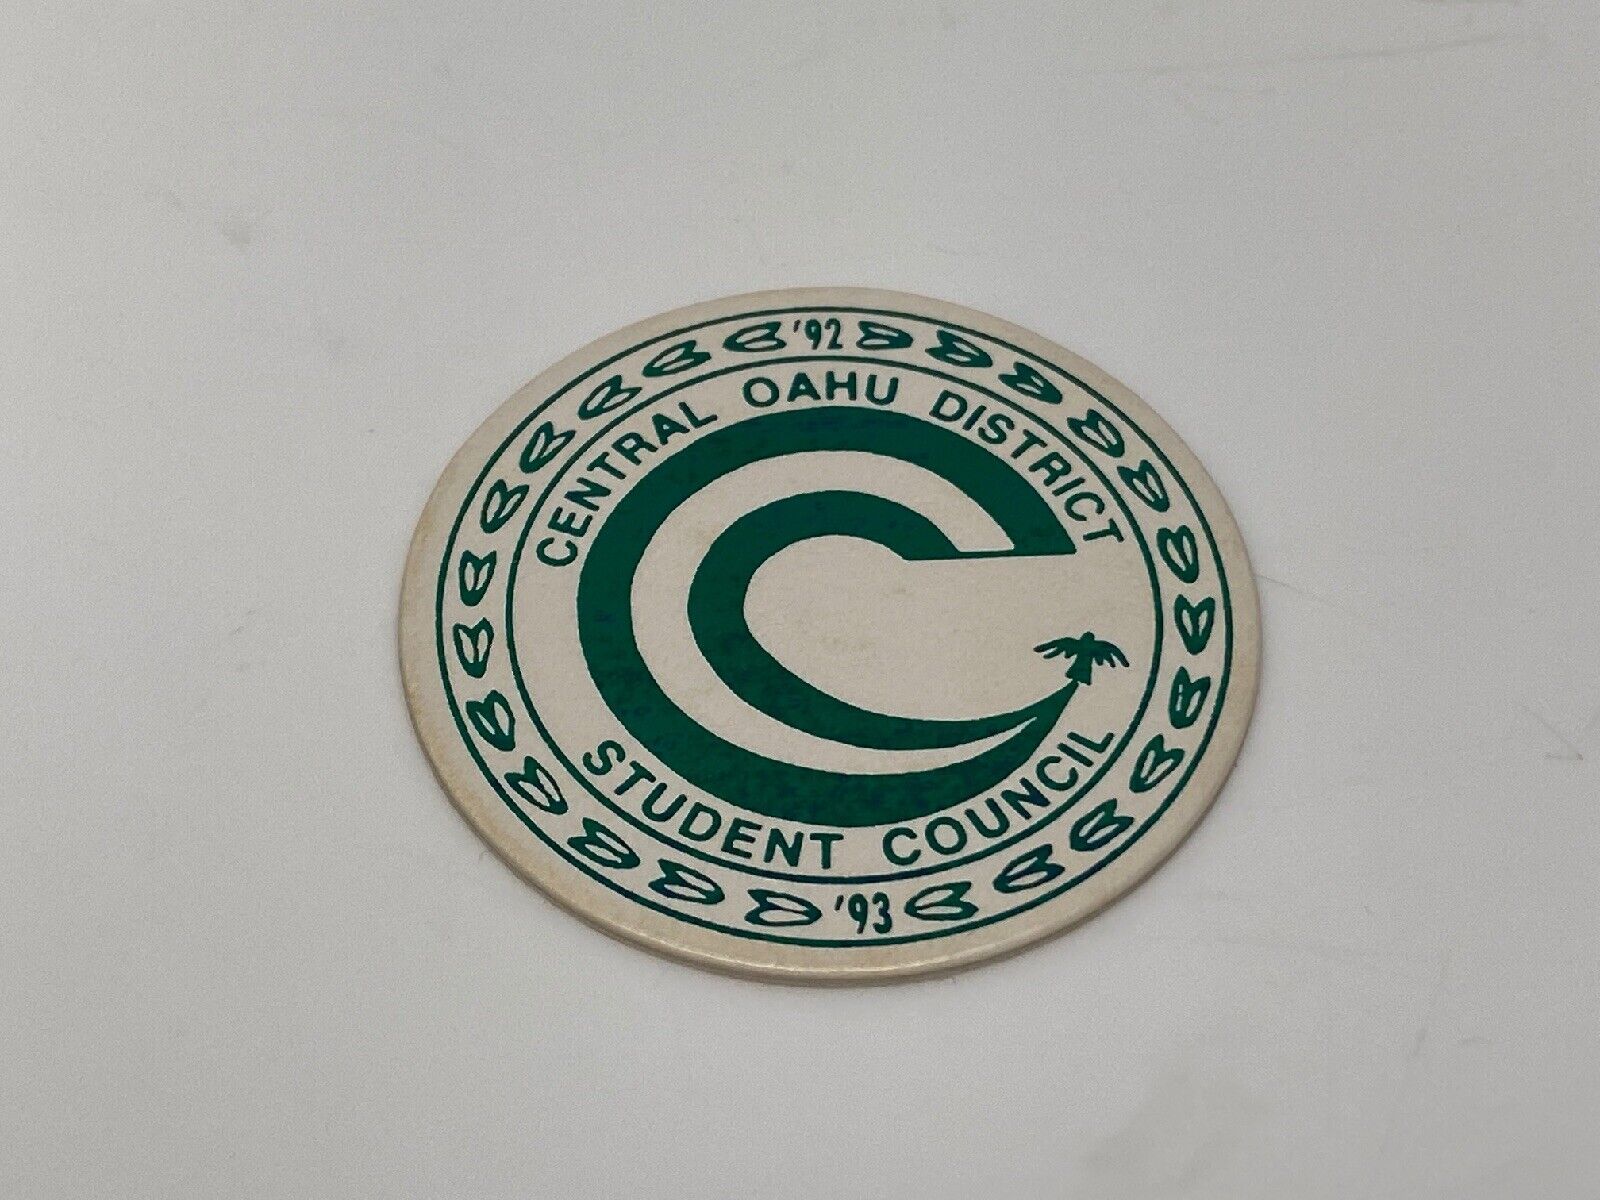 '92
CENTRAL OAHU DISTRICT
STUDENT COUNCIL
'93